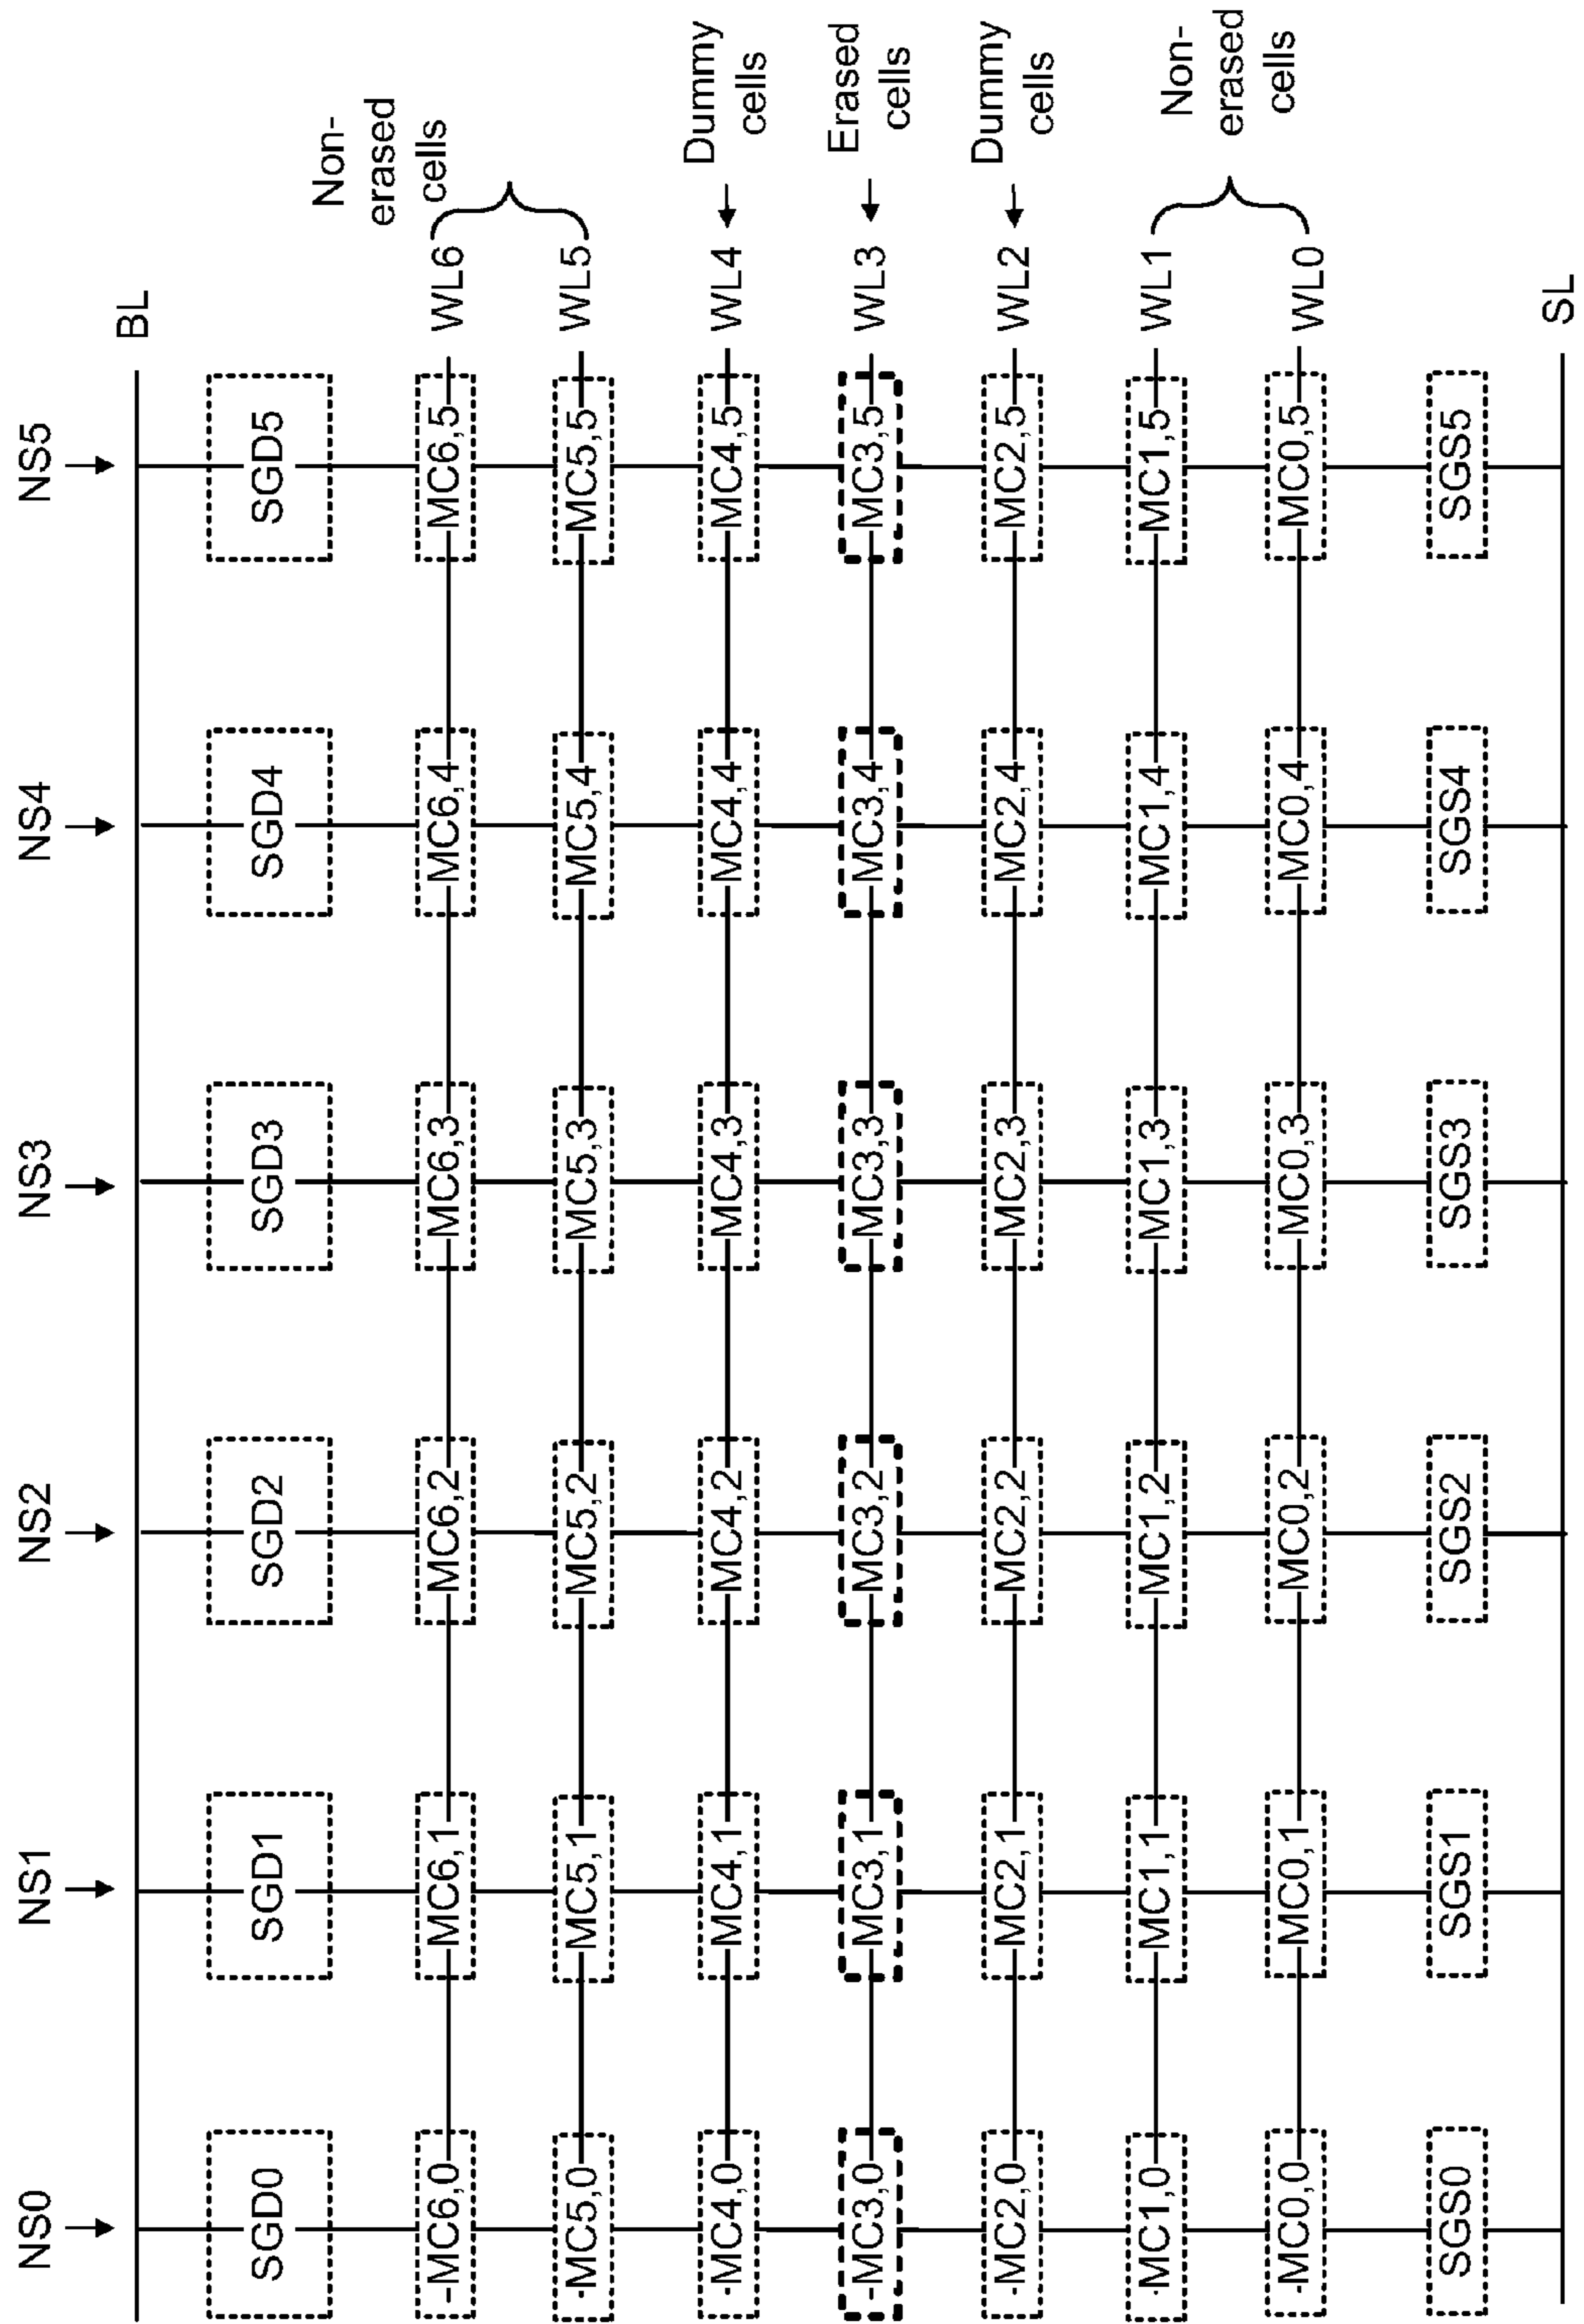 NS0 NS1 NS2 NS3 NS4 NS5
BL
SGD0 SGD1 SGD2 SGD3 SGD4 SGD5
Non-
erased
cells
MC6,0 MC6,1 MC6,2 MC6,3 MC6,4 MC6,5 WL6
MC5,0 MC5,1 MC5,2 MC5,3 MC5,4 MC5,5 WL5
MC4,0 MC4,1 MC4,2 MC4,3 MC4,4 MC4,5 WL4
Dummy
cells
MC3,0 MC3,1 MC3,2 MC3,3 MC3,4 MC3,5 WL3
Erased
cells
MC2,0 MC2,1 MC2,2 MC2,3 MC2,4 MC2,5 WL2
Dummy
cells
MC1,0 MC1,1 MC1,2 MC1,3 MC1,4 MC1,5 WL1
Non-
erased
cells
MC0,0 MC0,1 MC0,2 MC0,3 MC0,4 MC0,5 WL0
SGS0 SGS1 SGS2 SGS3 SGS4 SGS5
SL